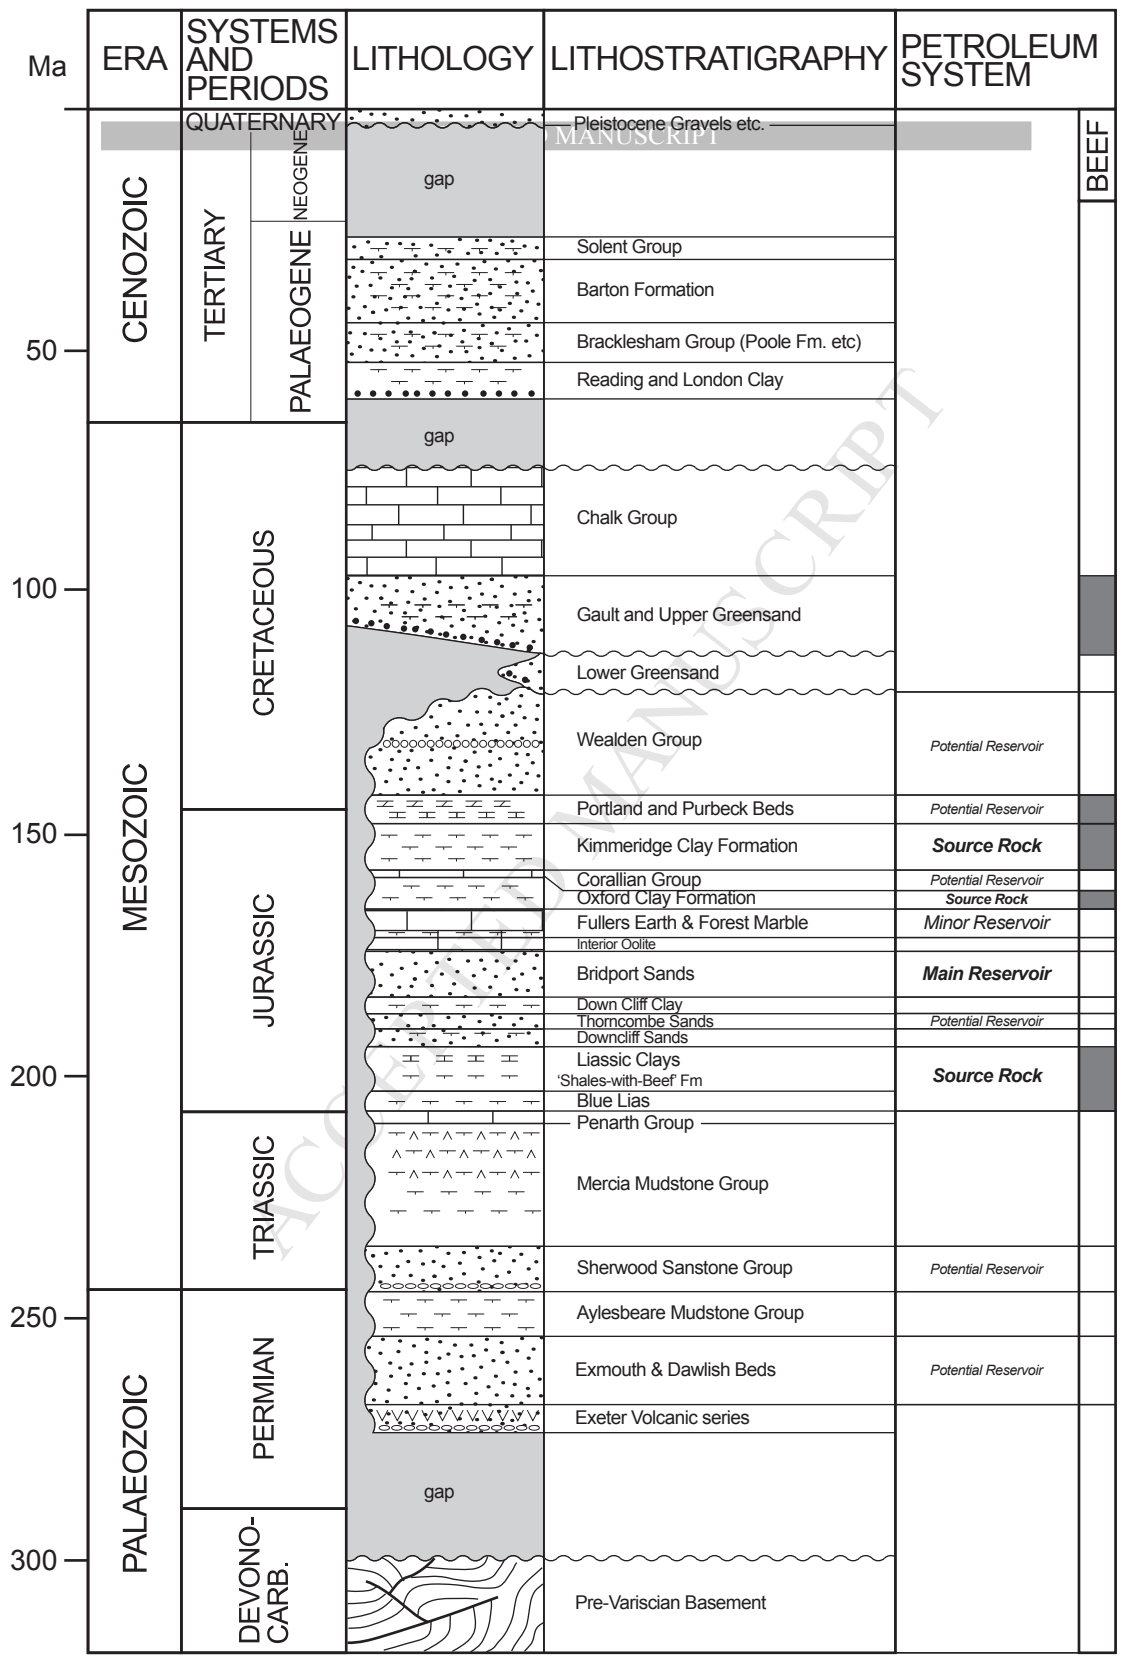 Ma
ERA
SYSTEMS
AND
PERIODS
LITHOLOGY
LITHOSTRATIGRAPHY
PETROLEUM
SYSTEM
BEEF
MANUSCRIPT
ACCEPTED MANUSCRIPT
50
100
150
200
250
300
CENOZOIC
MESOZOIC
PALAEOZOIC
QUATERNARY
TERTIARY
NEOGENE
PALAEOGENE
CRETACEOUS
JURASSIC
TRIASSIC
PERMIAN
DEVONO-
CARB.
gap
gap
gap
Pleistocene Gravels etc.
Solent Group
Barton Formation
Bracklesham Group (Poole Fm. etc)
Reading and London Clay
Chalk Group
Gault and Upper Greensand
Lower Greensand
Wealden Group
Potential Reservoir
Portland and Purbeck Beds
Potential Reservoir
Kimmeridge Clay Formation
Source Rock
Corallian Group
Potential Reservoir
Oxford Clay Formation
Source Rock
Fullers Earth & Forest Marble
Minor Reservoir
Interior Oolite
Bridport Sands
Main Reservoir
Down Cliff Clay
Thorncombe Sands
Potential Reservoir
Downcliff Sands
Liassic Clays
'Shales-with-Beef' Fm
Source Rock
Blue Lias
Penarth Group
Mercia Mudstone Group
Sherwood Sanstone Group
Potential Reservoir
Aylesbeare Mudstone Group
Exmouth & Dawlish Beds
Potential Reservoir
Exeter Volcanic series
Pre-Variscian Basement